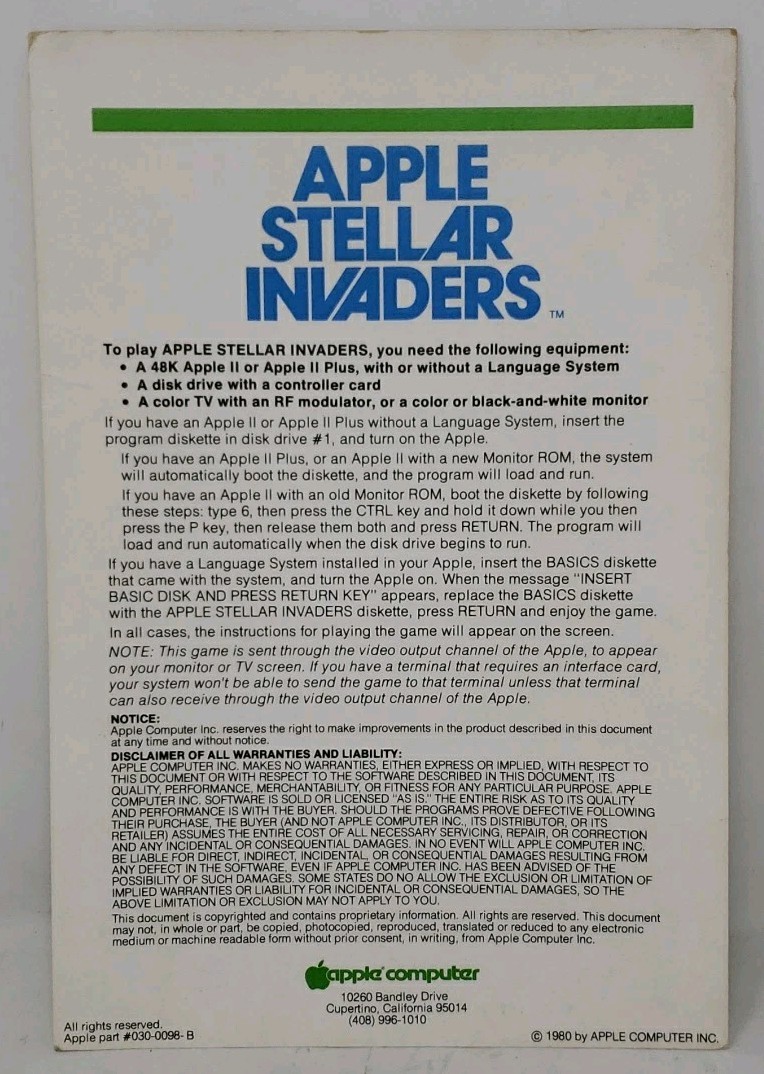 APPLE
STELLAR
INVADERS ™
To play APPLE STELLAR INVADERS, you need the following equipment:
• A 48K Apple II or Apple II Plus, with or without a Language System
• A disk drive with a controller card
• A color TV with an RF modulator, or a color or black-and-white monitor
If you have an Apple II or Apple II Plus without a Language System, insert the
program diskette in disk drive #1, and turn on the Apple.
If you have an Apple II Plus, or an Apple II with a new Monitor ROM, the system
will automatically boot the diskette, and the program will load and run.
If you have an Apple II with an old Monitor ROM, boot the diskette by following
these steps: type 6, then press the CTRL key and hold it down while you then
press the P key, then release them both and press RETURN. The program will
load and run automatically when the disk drive begins to run.
If you have a Language System installed in your Apple, insert the BASICS diskette
that came with the system, and turn the Apple on. When the message "INSERT
BASIC DISK AND PRESS RETURN KEY" appears, replace the BASICS diskette
with the APPLE STELLAR INVADERS diskette, press RETURN and enjoy the game.
In all cases, the instructions for playing the game will appear on the screen.
NOTE: This game is sent through the video output channel of the Apple, to appear
on your monitor or TV screen. If you have a terminal that requires an interface card,
your system won't be able to send the game to that terminal unless that terminal
can also receive through the video output channel of the Apple.
NOTICE:
Apple Computer Inc. reserves the right to make improvements in the product described in this document
at any time and without notice.
DISCLAIMER OF ALL WARRANTIES AND LIABILITY:
APPLE COMPUTER INC. MAKES NO WARRANTIES, EITHER EXPRESS OR IMPLIED, WITH RESPECT TO
THIS DOCUMENT OR WITH RESPECT TO THE SOFTWARE DESCRIBED IN THIS DOCUMENT, ITS
QUALITY, PERFORMANCE, MERCHANTABILITY, OR FITNESS FOR ANY PARTICULAR PURPOSE. APPLE
COMPUTER INC. SOFTWARE IS SOLD OR LICENSED "AS IS." THE ENTIRE RISK AS TO ITS QUALITY
AND PERFORMANCE IS WITH THE BUYER. SHOULD THE PROGRAMS PROVE DEFECTIVE FOLLOWING
THEIR PURCHASE, THE BUYER (AND NOT APPLE COMPUTER INC., ITS DISTRIBUTOR, OR ITS
RETAILER) ASSUMES THE ENTIRE COST OF ALL NECESSARY SERVICING, REPAIR, OR CORRECTION
AND ANY INCIDENTAL OR CONSEQUENTIAL DAMAGES. IN NO EVENT WILL APPLE COMPUTER INC.
BE LIABLE FOR DIRECT, INDIRECT, INCIDENTAL, OR CONSEQUENTIAL DAMAGES RESULTING FROM
ANY DEFECT IN THE SOFTWARE, EVEN IF APPLE COMPUTER INC. HAS BEEN ADVISED OF THE
POSSIBILITY OF SUCH DAMAGES. SOME STATES DO NOT ALLOW THE EXCLUSION OR LIMITATION OF
IMPLIED WARRANTIES OR LIABILITY FOR INCIDENTAL OR CONSEQUENTIAL DAMAGES, SO THE
ABOVE LIMITATION OR EXCLUSION MAY NOT APPLY TO YOU.
This document is copyrighted and contains proprietary information. All rights are reserved. This document
may not, in whole or part, be copied, photocopied, reproduced, translated or reduced to any electronic
medium or machine readable form without prior consent, in writing, from Apple Computer Inc.
apple computer
10260 Bandley Drive
Cupertino, California 95014
(408) 996-1010
All rights reserved.
Apple part #030-0098-B
© 1980 by APPLE COMPUTER INC.